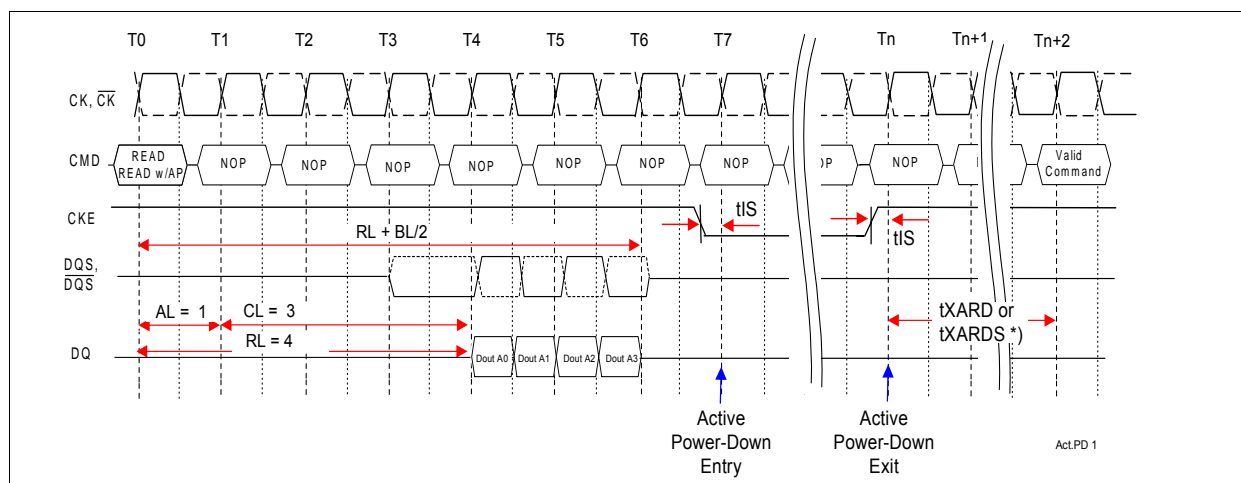 T0 T1 T2 T3 T4 T5 T6 T7 Tn Tn+1 Tn+2
CK, CK
CMD
READ
READ w/AP
NOP NOP NOP NOP NOP NOP NOP NOP
Valid
Command
CKE
tIS
tIS
RL + BL/2
DQS,
DQS
AL = 1 CL = 3
RL = 4
tXARD or
tXARDS *)
DQ
Dout A0 Dout A1 Dout A2 Dout A3
Active
Power-Down
Entry
Active
Power-Down
Exit
Act.PD 1